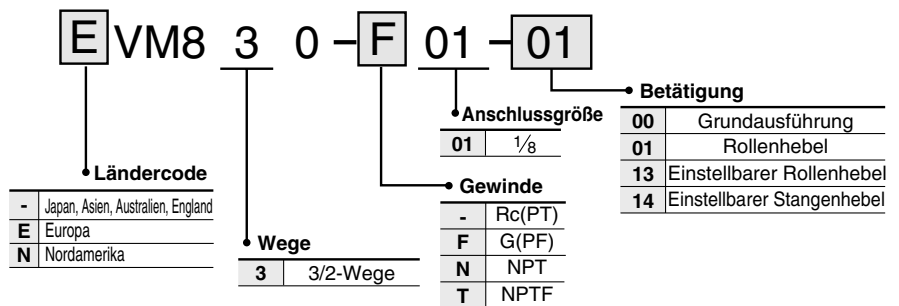 E VM8 3 0 – F 01 – 01
Betätigung
00 Grundausführung
01 Rollenhebel
13 Einstellbarer Rollenhebel
14 Einstellbarer Stangenhebel
Anschlussgröße
01 1⁄8
Ländercode
- Japan, Asien, Australien, England
E Europa
N Nordamerika
Wege
3 3/2-Wege
Gewinde
- Rc(PT)
F G(PF)
N NPT
T NPTF